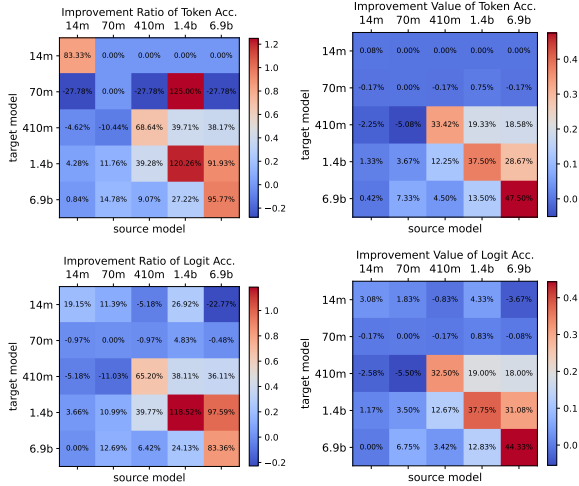 Improvement Ratio of Token Acc.
14m 70m 410m 1.4b 6.9b
14m 83.33% 0.00% 0.00% 0.00% 0.00%
70m -27.78% 0.00% -27.78% 125.00% -27.78%
410m -4.62% -10.44% 68.64% 39.71% 38.17%
1.4b 4.28% 11.76% 39.28% 120.26% 91.93%
6.9b 0.84% 14.78% 9.07% 27.22% 95.77%
target model
source model
1.2
1.0
0.8
0.6
0.4
0.2
0.0
−0.2
Improvement Value of Token Acc.
14m 70m 410m 1.4b 6.9b
14m 0.08% 0.00% 0.00% 0.00% 0.00%
70m -0.17% 0.00% -0.17% 0.75% -0.17%
410m -2.25% -5.08% 33.42% 19.33% 18.58%
1.4b 1.33% 3.67% 12.25% 37.50% 28.67%
6.9b 0.42% 7.33% 4.50% 13.50% 47.50%
target model
source model
0.4
0.3
0.2
0.1
0.0
Improvement Ratio of Logit Acc.
14m 70m 410m 1.4b 6.9b
14m 19.15% 11.39% -5.18% 26.92% -22.77%
70m -0.97% 0.00% -0.97% 4.83% -0.48%
410m -5.18% -11.03% 65.20% 38.11% 36.11%
1.4b 3.66% 10.99% 39.77% 118.52% 97.59%
6.9b 0.00% 12.69% 6.42% 24.13% 83.36%
target model
source model
1.0
0.8
0.6
0.4
0.2
0.0
−0.2
Improvement Value of Logit Acc.
14m 70m 410m 1.4b 6.9b
14m 3.08% 1.83% -0.83% 4.33% -3.67%
70m -0.17% 0.00% -0.17% 0.83% -0.08%
410m -2.58% -5.50% 32.50% 19.00% 18.00%
1.4b 1.17% 3.50% 12.67% 37.75% 31.08%
6.9b 0.00% 6.75% 3.42% 12.83% 44.33%
target model
source model
0.4
0.3
0.2
0.1
0.0